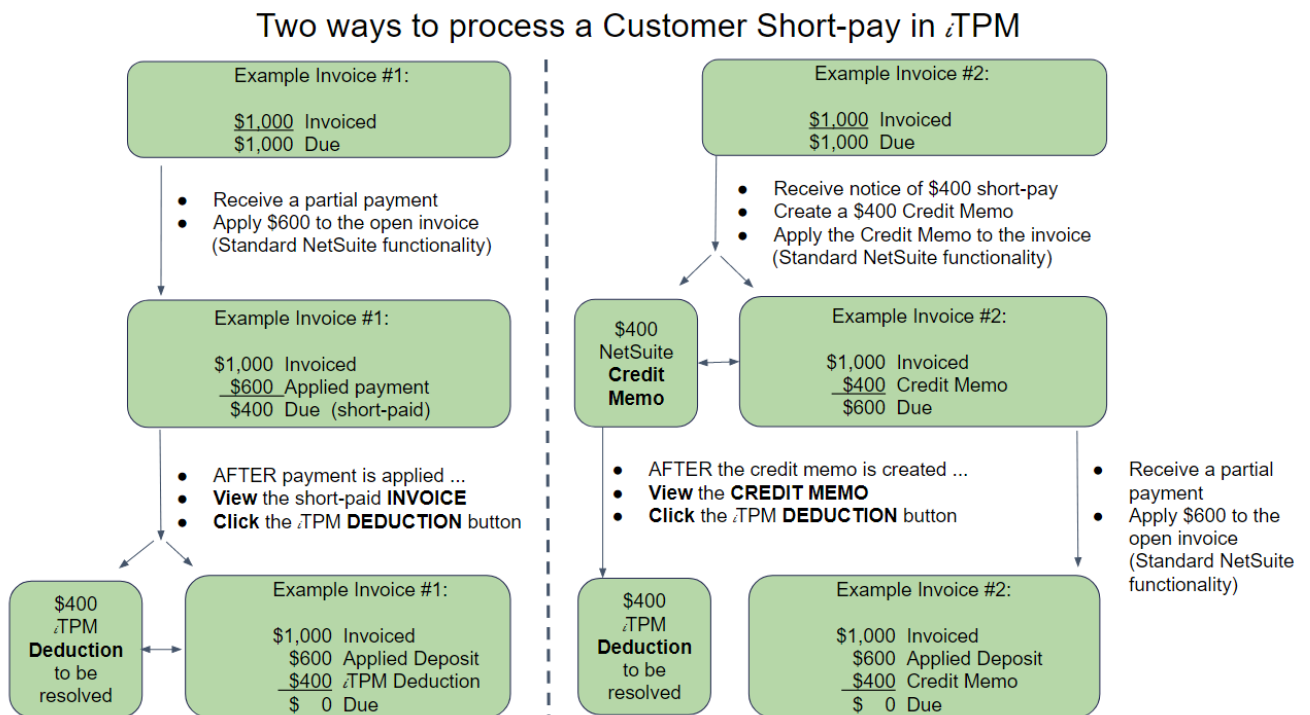 Two ways to process a Customer Short-pay in iTPM
Example Invoice #1:
$1,000 Invoiced
$1,000 Due
● Receive a partial payment
● Apply $600 to the open invoice
(Standard NetSuite functionality)
Example Invoice #1:
$1,000 Invoiced
$600 Applied payment
$400 Due (short-paid)
● AFTER payment is applied ...
● View the short-paid INVOICE
● Click the iTPM DEDUCTION button
$400
iTPM
Deduction
to be
resolved
Example Invoice #1:
$1,000 Invoiced
$600 Applied Deposit
$400 iTPM Deduction
$ 0 Due
Example Invoice #2:
$1,000 Invoiced
$1,000 Due
● Receive notice of $400 short-pay
● Create a $400 Credit Memo
● Apply the Credit Memo to the invoice
(Standard NetSuite functionality)
$400
NetSuite
Credit
Memo
Example Invoice #2:
$1,000 Invoiced
$400 Credit Memo
$600 Due
● AFTER the credit memo is created ...
● View the CREDIT MEMO
● Click the iTPM DEDUCTION button
● Receive a partial
payment
● Apply $600 to the
open invoice
(Standard NetSuite
functionality)
$400
iTPM
Deduction
to be
resolved
Example Invoice #2:
$1,000 Invoiced
$600 Applied Deposit
$400 Credit Memo
$ 0 Due